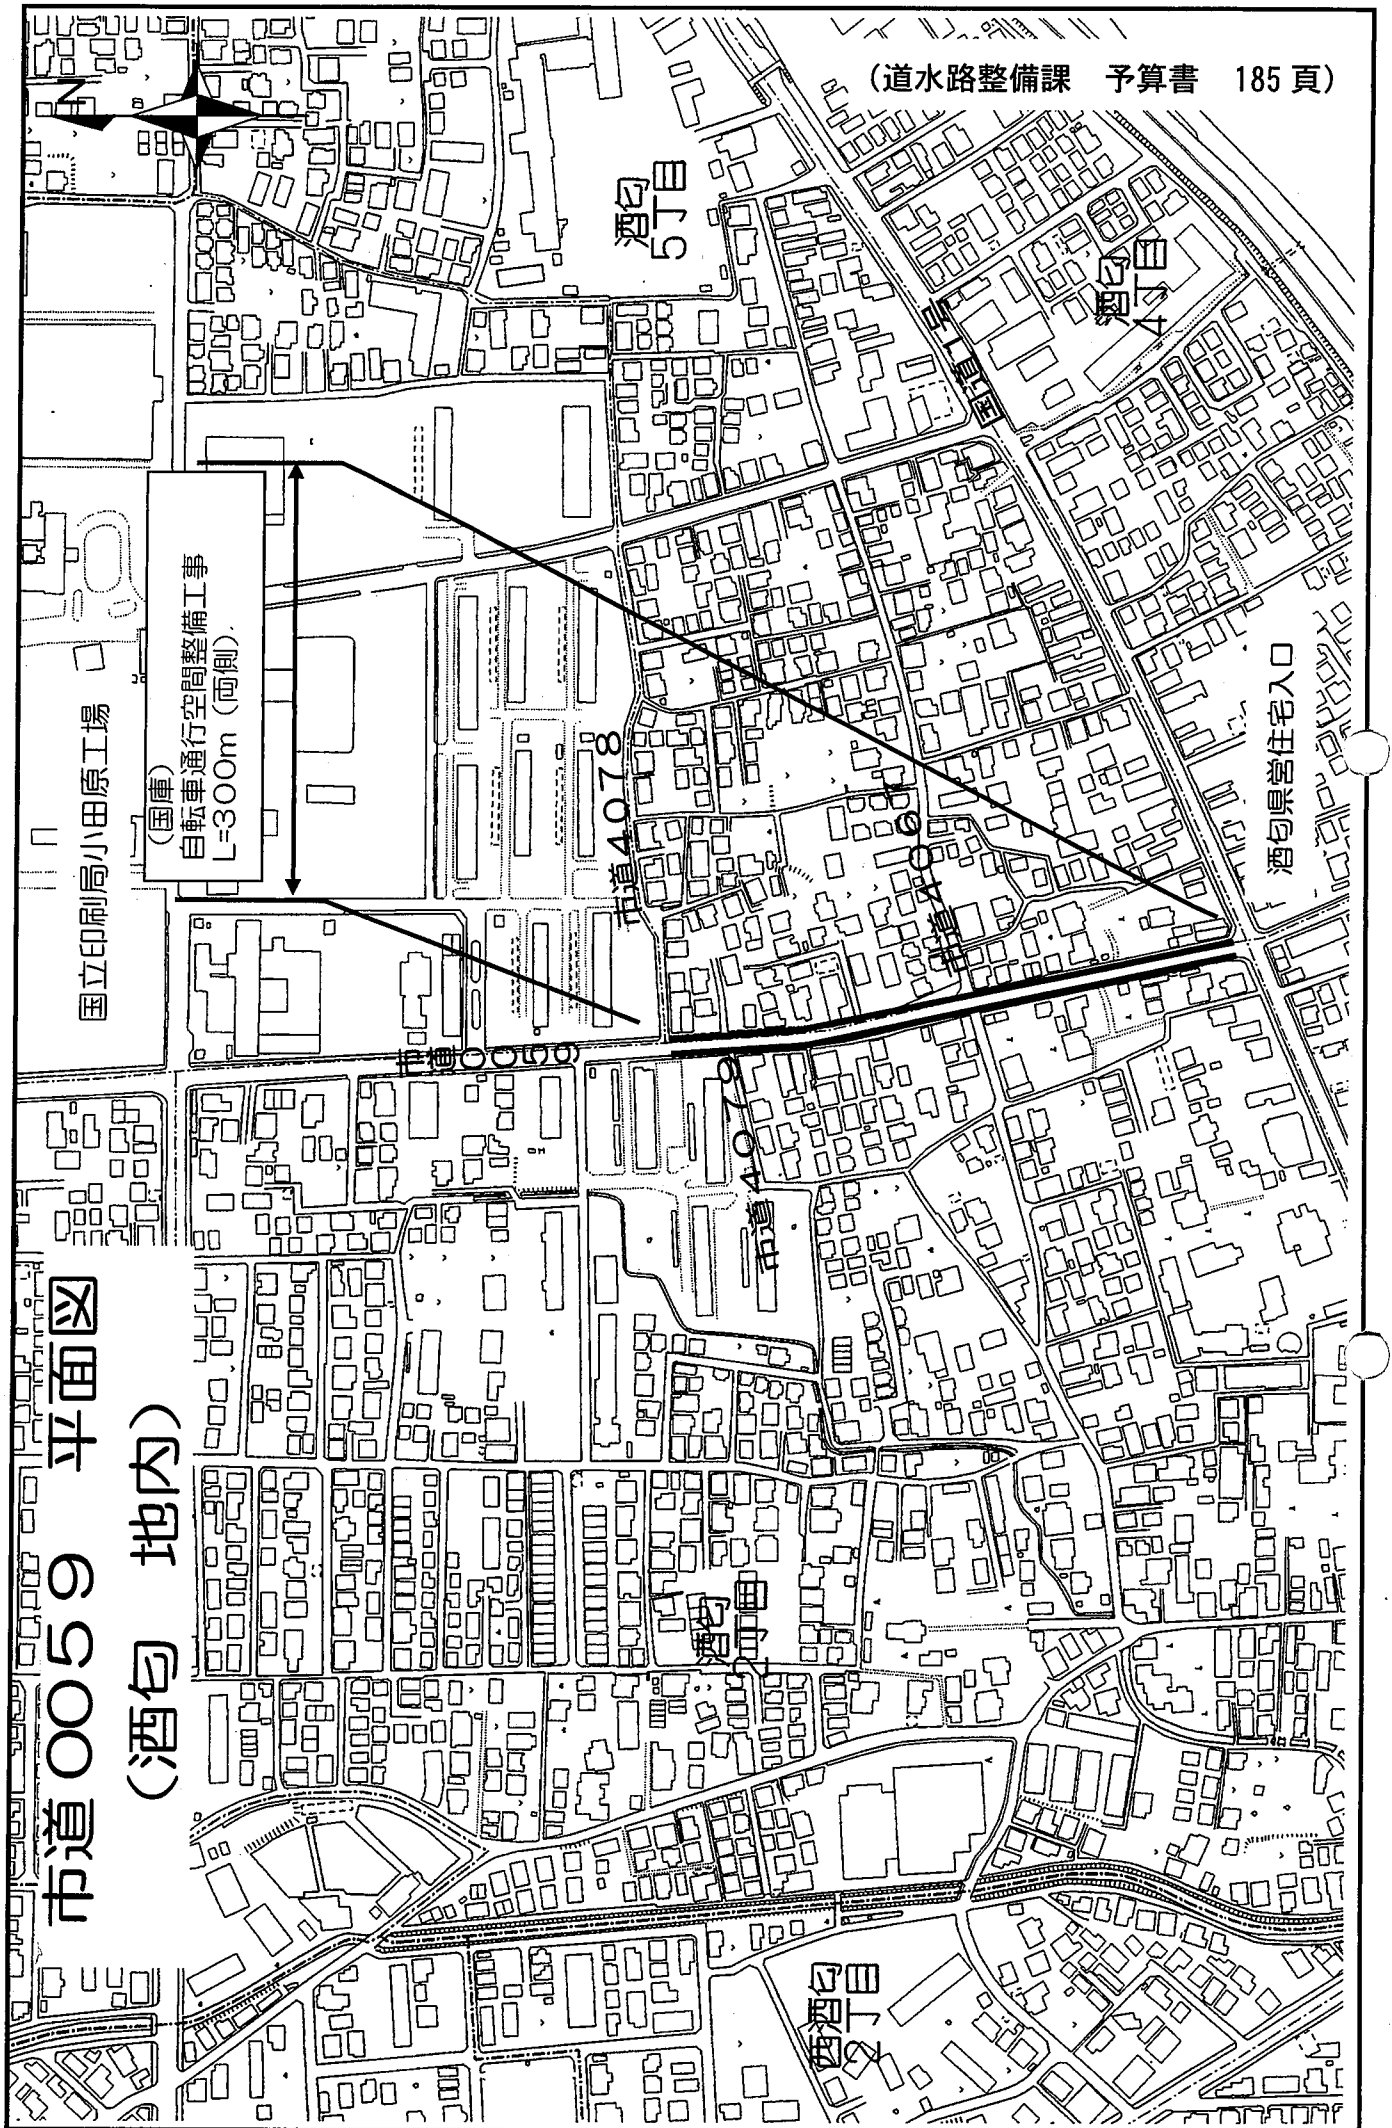 (道水路整備課　予算書　185頁)
市道0059　平面図
(酒匂　地内)
国立印刷局小田原工場
(国庫)
自転車通行空間整備工事
L=300m (両側)
N
酒匂
5丁目
酒匂
4丁目
国道1号
市道4078
市道406
市道0059
市道4079
酒匂県営住宅入口
酒匂
2丁目
西酒匂
2丁目